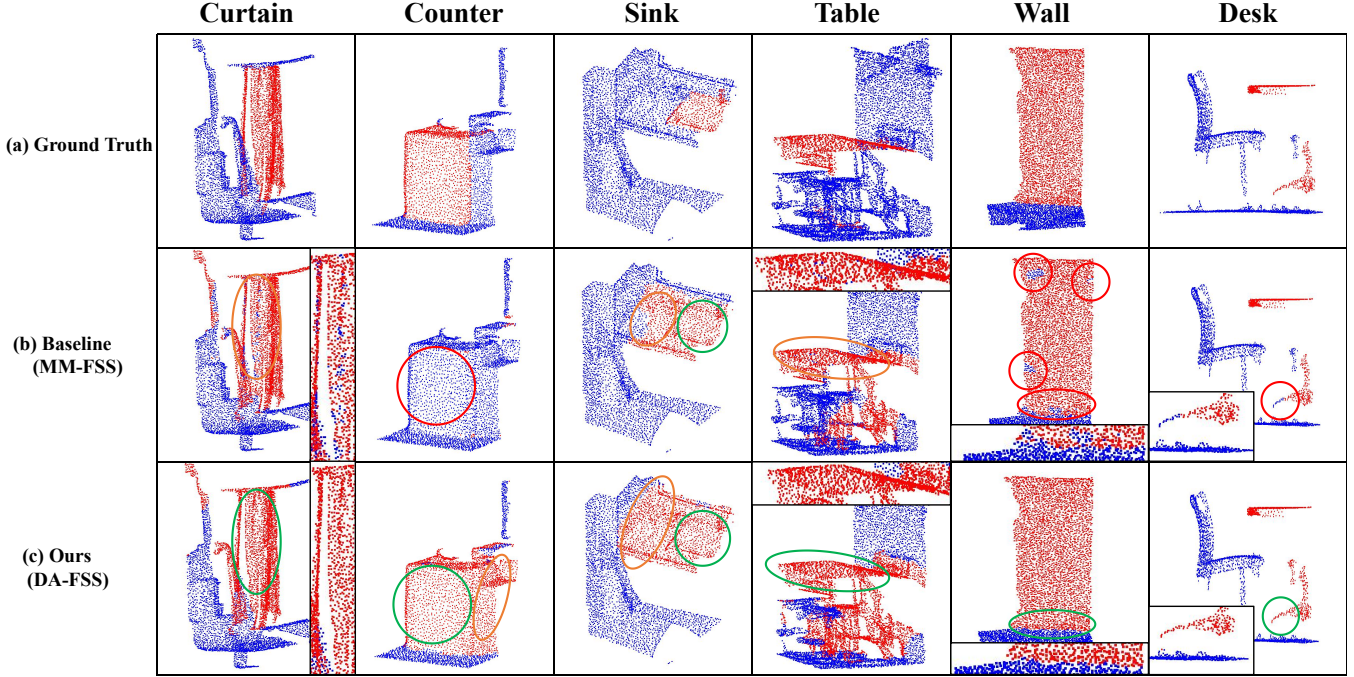 Curtain Counter Sink Table Wall Desk
(a) Ground Truth
(b) Baseline
(MM-FSS)
(c) Ours
(DA-FSS)